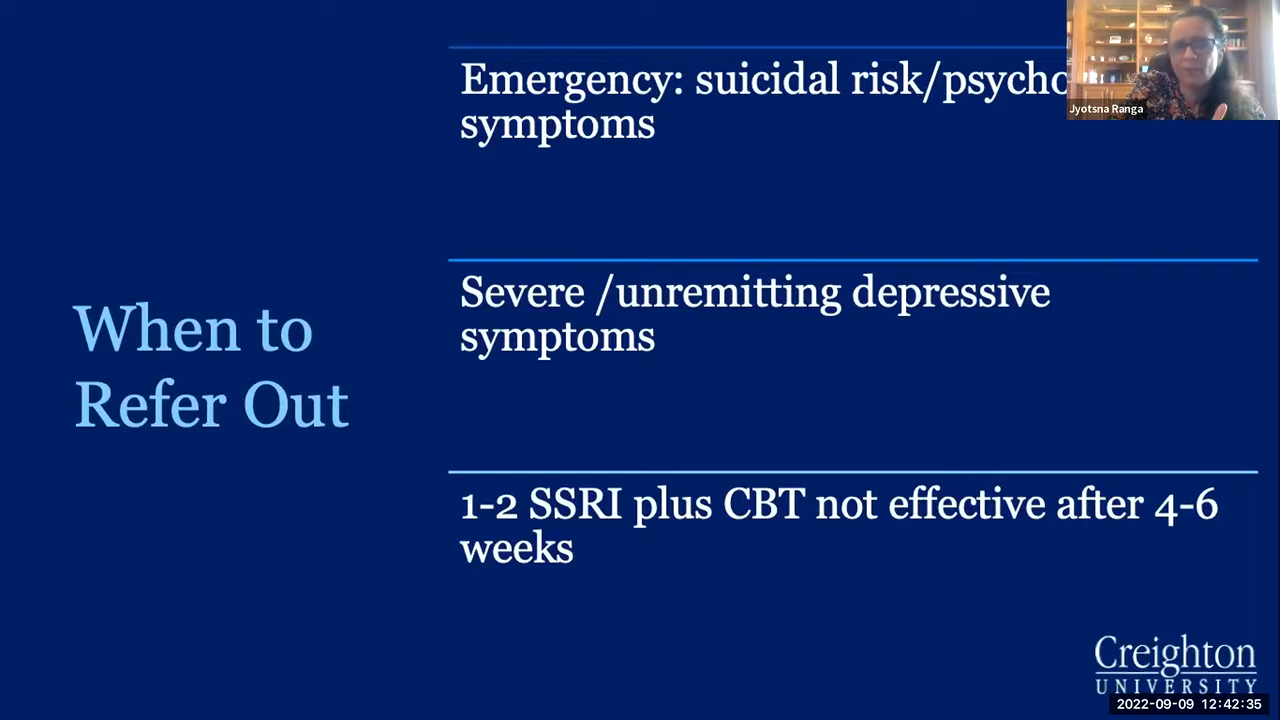 When to
Refer Out
Emergency: suicidal risk/psycho
symptoms
Severe /unremitting depressive
symptoms
1-2 SSRI plus CBT not effective after 4-6
weeks
Jyotsna Ranga
Creighton
UNIVERSITY
2022-09-09 12:42:35